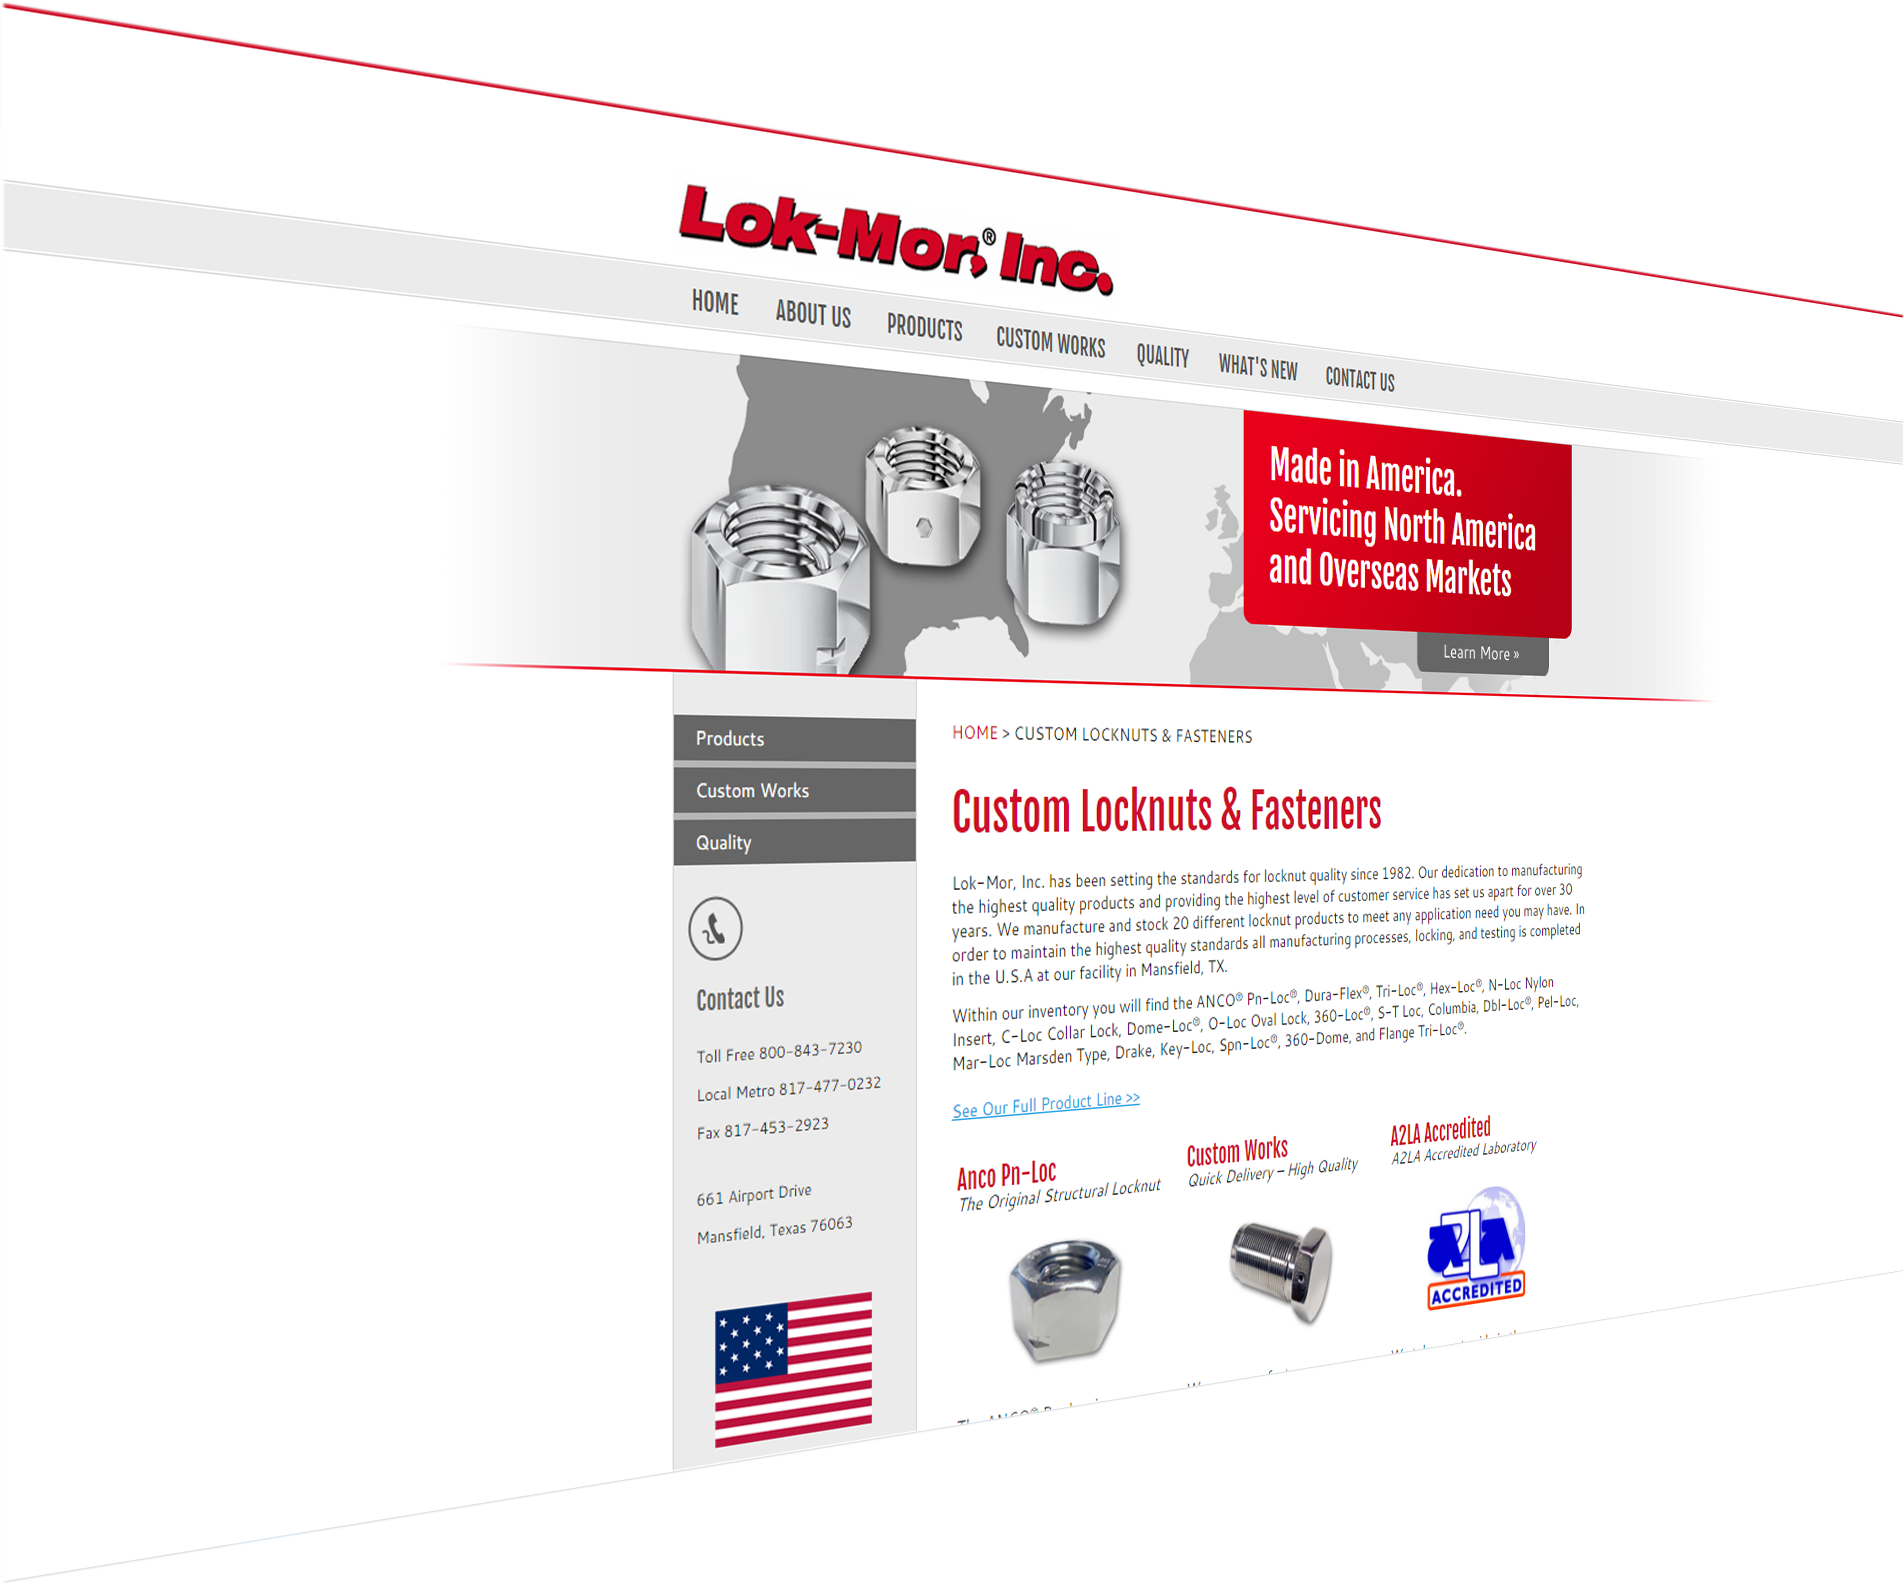 Lok-Mor,® Inc.
HOME ABOUT US PRODUCTS CUSTOM WORKS QUALITY WHAT'S NEW CONTACT US
Made in America.
Servicing North America
and Overseas Markets
Learn More »
Products
Custom Works
Quality
Contact Us
Toll Free 800-843-7230
Local Metro 817-477-0232
Fax 817-453-2923
661 Airport Drive
Mansfield, Texas 76063
HOME > CUSTOM LOCKNUTS & FASTENERS
Custom Locknuts & Fasteners
Lok-Mor, Inc. has been setting the standards for locknut quality since 1982. Our dedication to manufacturing
the highest quality products and providing the highest level of customer service has set us apart for over 30
years. We manufacture and stock 20 different locknut products to meet any application need you may have. In
order to maintain the highest quality standards all manufacturing processes, locking, and testing is completed
in the U.S.A at our facility in Mansfield, TX.
Within our inventory you will find the ANCO® Pn-Loc®, Dura-Flex®, Tri-Loc®, Hex-Loc®, N-Loc Nylon
Insert, C-Loc Collar Lock, Dome-Loc®, O-Loc Oval Lock, 360-Loc®, S-T Loc, Columbia, Dbl-Loc®, Pel-Loc,
Mar-Loc Marsden Type, Drake, Key-Loc, Spn-Loc®, 360-Dome, and Flange Tri-Loc®.
See Our Full Product Line >>
Anco Pn-Loc
The Original Structural Locknut
Custom Works
Quick Delivery – High Quality
A2LA Accredited
A2LA Accredited Laboratory
a2la
ACCREDITED